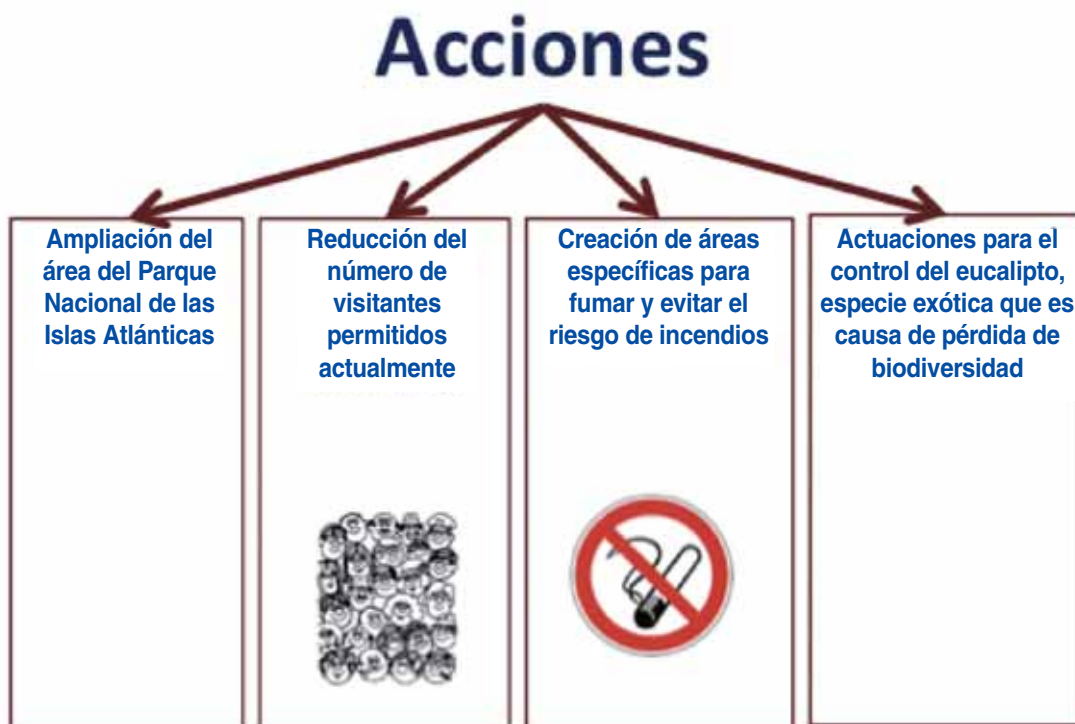 Acciones
Ampliación del
área del Parque
Nacional de las
Islas Atlánticas
Reducción del
número de
visitantes
permitidos
actualmente
Creación de áreas
específicas para
fumar y evitar el
riesgo de incendios
Actuaciones para el
control del eucalipto,
especie exótica que es
causa de pérdida de
biodiversidad